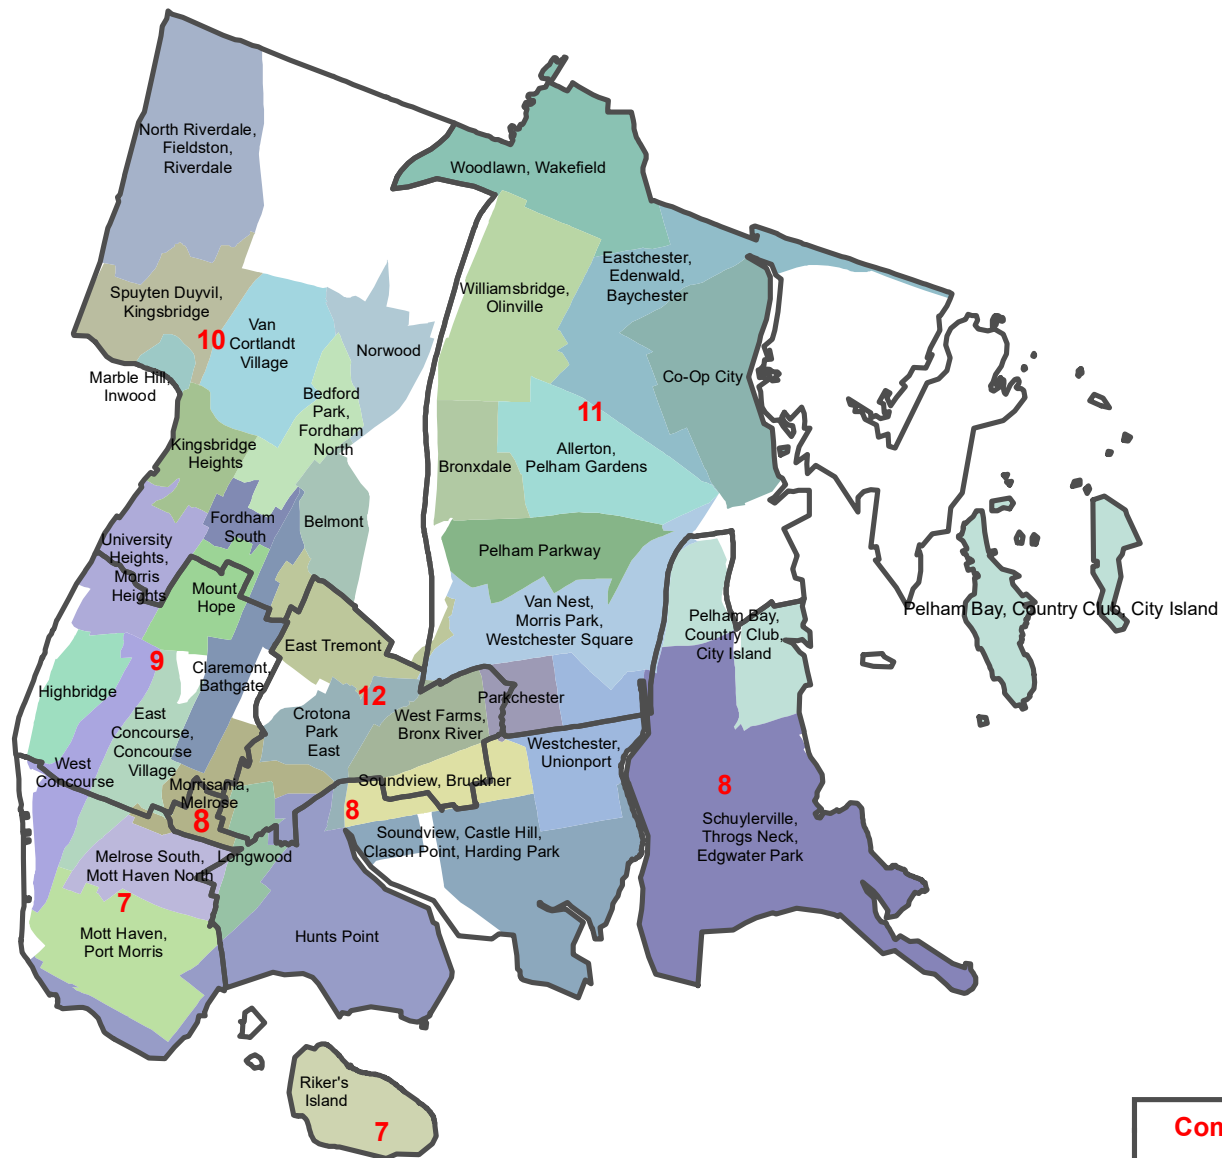 North Riverdale,
Fieldston,
Riverdale
Woodlawn, Wakefield
Spuyten Duyvil,
Kingsbridge
10
Van
Cortlandt
Village
Norwood
Williamsbridge,
Olinville
Eastchester,
Edenwald,
Baychester
Marble Hill,
Inwood
Bedford
Park,
Fordham
North
Co-Op City
11
Kingsbridge
Heights
Bronxdale
Allerton,
Pelham Gardens
Fordham
South
Belmont
University
Heights,
Morris
Heights
Pelham Parkway
Mount
Hope
Van Nest,
Morris Park,
Westchester Square
Pelham Bay,
Country Club,
City Island
Pelham Bay, Country Club, City Island
East Tremont
9
Claremont,
Bathgate
Highbridge
12
Parkchester
East
Concourse,
Concourse
Village
Crotona
Park
East
West Farms,
Bronx River
Westchester,
Unionport
West
Concourse
Morrisania,
Melrose
Soundview, Bruckner
8
8
8
Schuylerville,
Throgs Neck,
Edgwater Park
Soundview, Castle Hill,
Clason Point, Harding Park
Melrose South,
Mott Haven North
Longwood
7
Mott Haven,
Port Morris
Hunts Point
Riker's
Island
7
Con